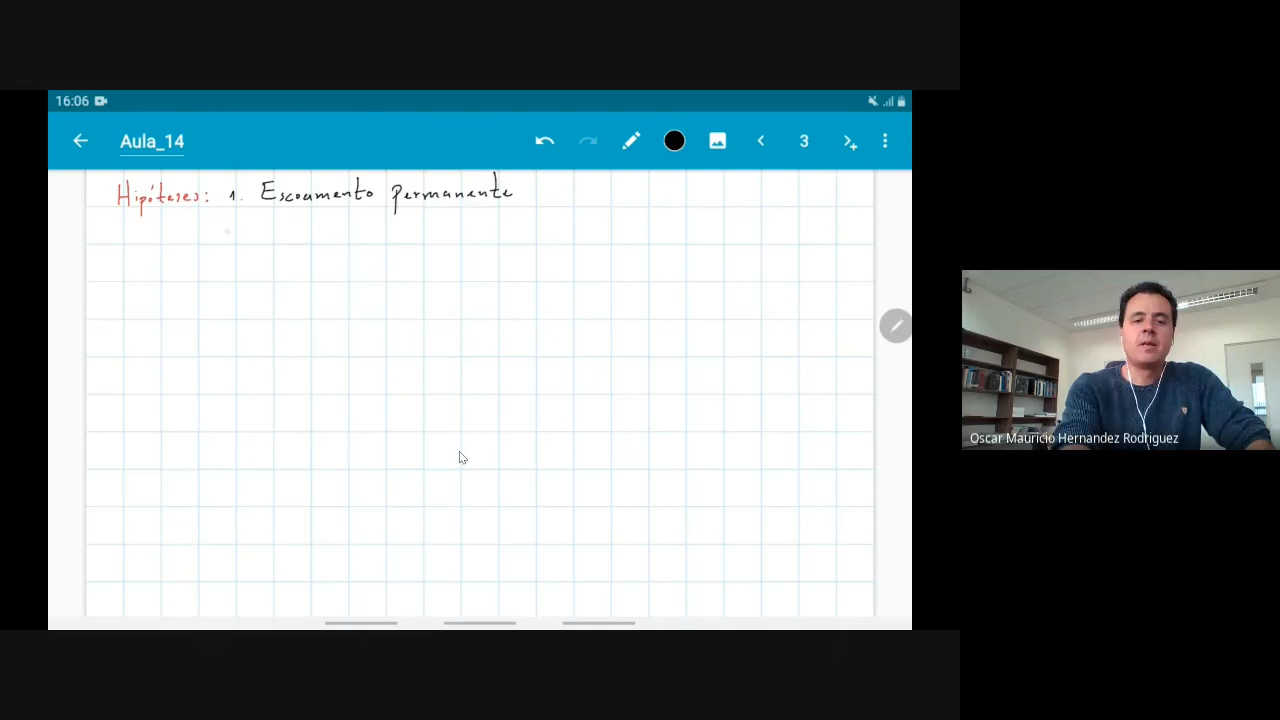 16:06
Aula_14
3
Hipóteses: 1. Escoamento permanente
Oscar Mauricio Hernandez Rodriguez